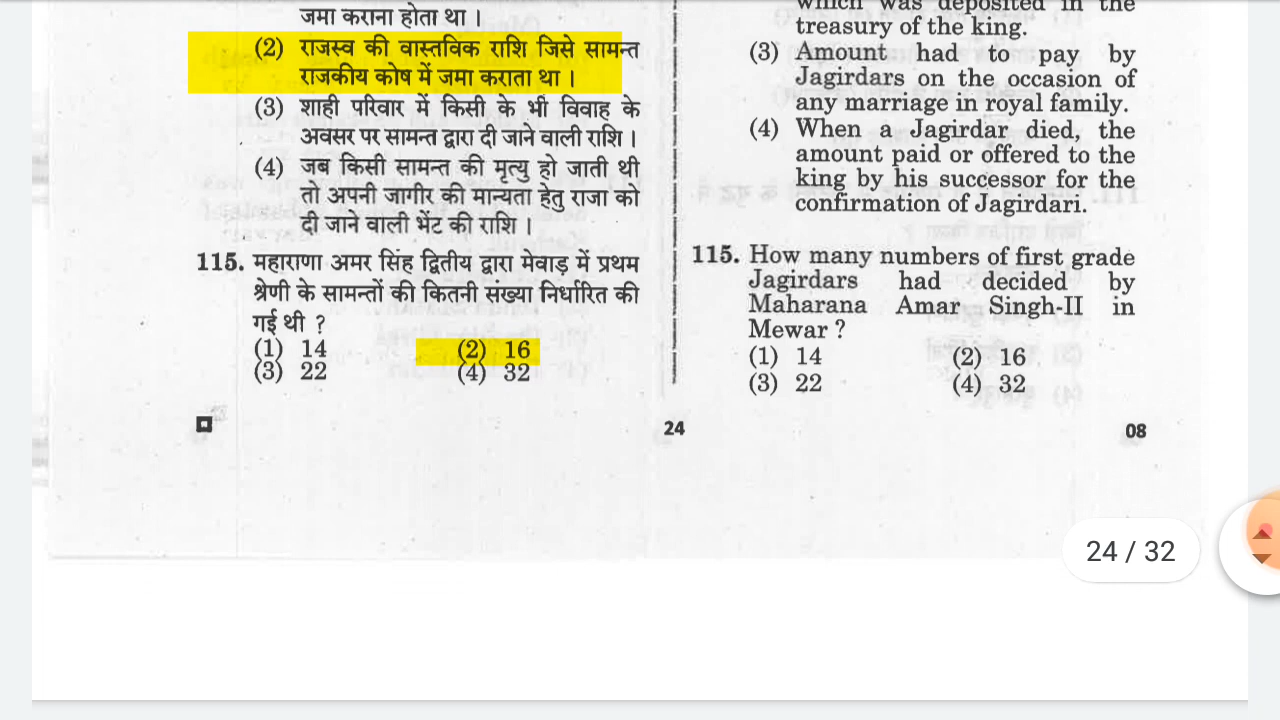 जमा कराना होता था ।
(2) राजस्व की वास्तविक राशि जिसे सामन्त
राजकीय कोष में जमा कराता था ।
(3) शाही परिवार में किसी के भी विवाह के
अवसर पर सामन्त द्वारा दी जाने वाली राशि ।
(4) जब किसी सामन्त की मृत्यु हो जाती थी
तो अपनी जागीर की मान्यता हेतु राजा को
दी जाने वाली भेंट की राशि ।
115. महाराणा अमर सिंह द्वितीय द्वारा मेवाड़ में प्रथम
श्रेणी के सामन्तों की कितनी संख्या निर्धारित की
गई थी ?
(1) 14 (2) 16
(3) 22 (4) 32
which was deposited in the
treasury of the king.
(3) Amount had to pay by
Jagirdars on the occasion of
any marriage in royal family.
(4) When a Jagirdar died, the
amount paid or offered to the
king by his successor for the
confirmation of Jagirdari.
115. How many numbers of first grade
Jagirdars had decided by
Maharana Amar Singh-II in
Mewar ?
(1) 14 (2) 16
(3) 22 (4) 32
24
08
24 / 32